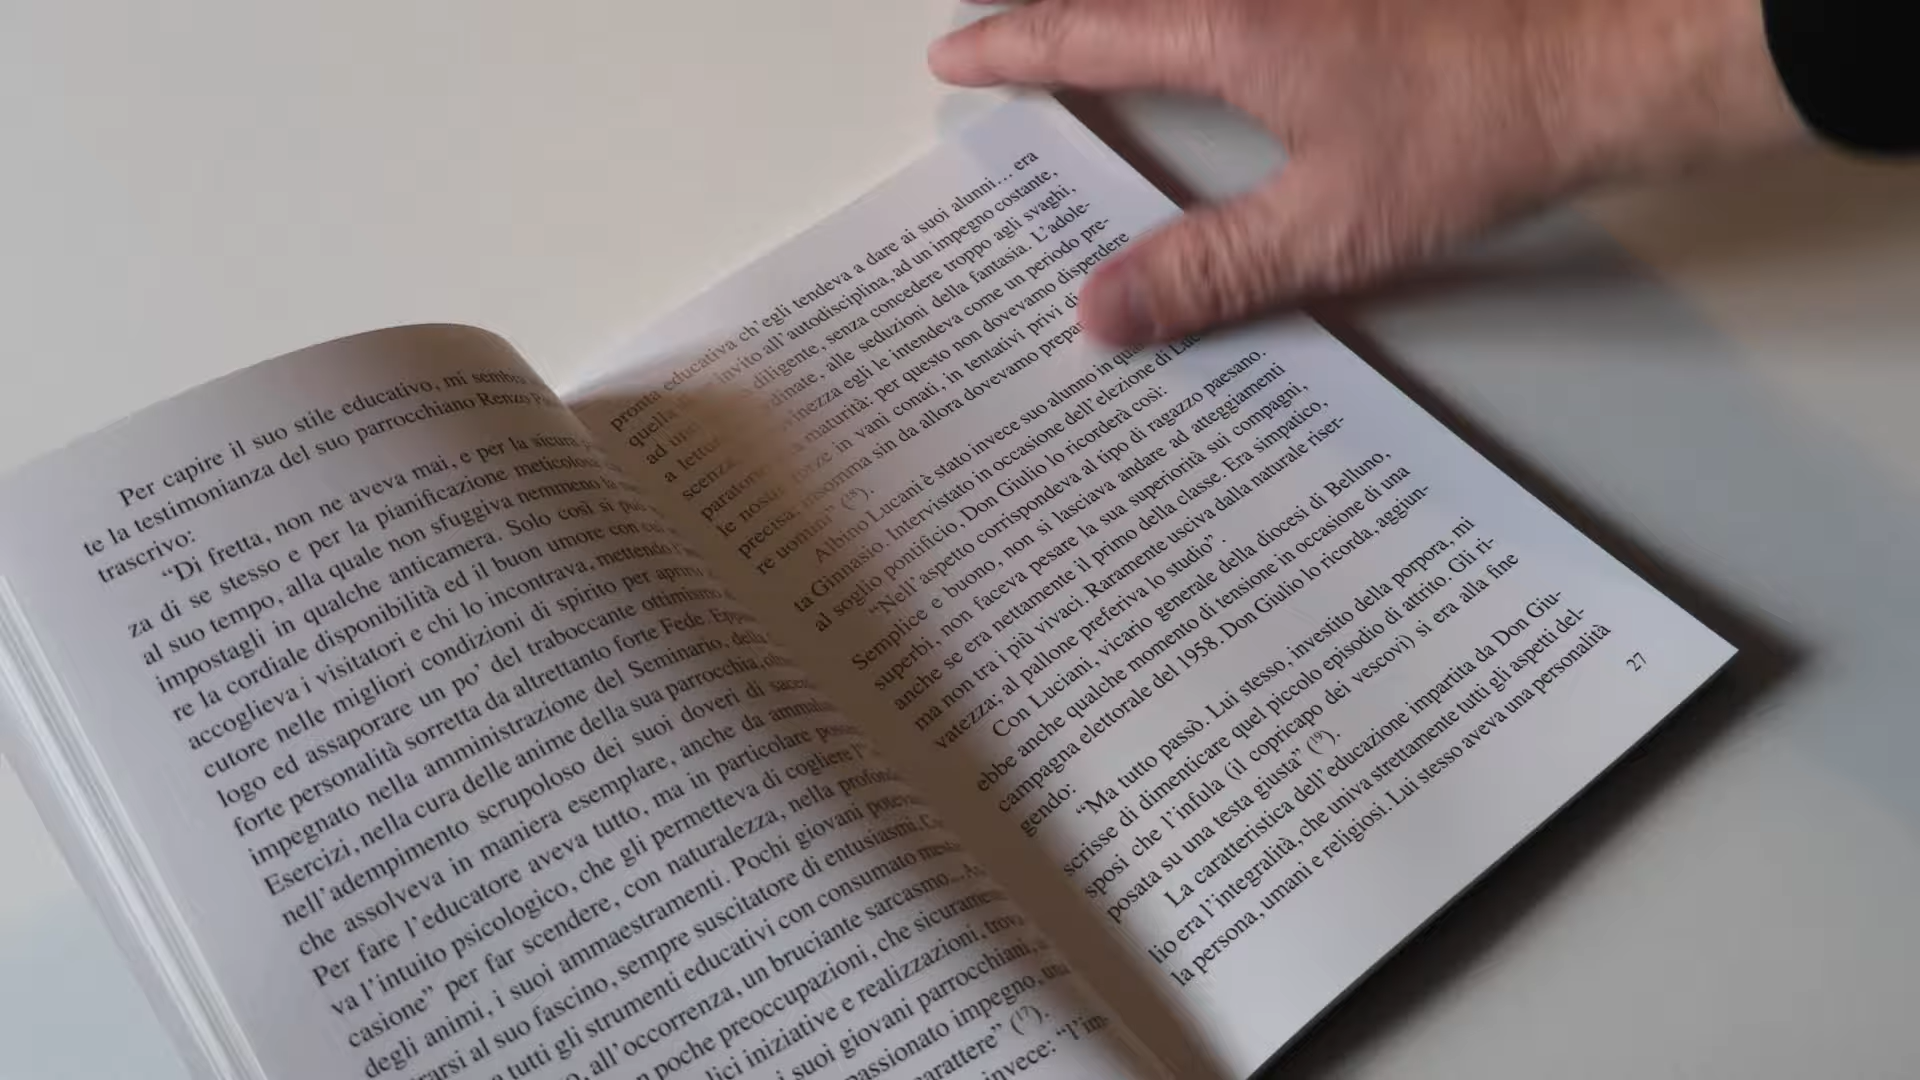 Per capire il suo stile educativo, mi sembra
te la testimonianza del suo parrocchiano Renzo
trascrivo:
“Di fretta, non ne aveva mai, e per la sicura
za di se stesso e per la pianificazione meticolosa
al suo tempo, alla quale non sfuggiva nemmeno la
impostagli in qualche anticamera. Solo così si può
re la cordiale disponibilità ed il buon umore con cui
accoglieva i visitatori e chi lo incontrava, mettendo
cutore nelle migliori condizioni di spirito per aprire
logo ed assaporare un po’ del traboccante ottimismo
forte personalità sorretta da altrettanto forte Fede.
impegnato nella amministrazione del Seminario, della
Esercizi, nella cura delle anime della sua parrocchia,
nell’adempimento scrupoloso dei suoi doveri di
che assolveva in maniera esemplare, anche da
Per fare l’educatore aveva tutto, ma in particolare
va l’intuito psicologico, che gli permetteva di cogliere
casione” per far scendere, con naturalezza, nella
degli animi, i suoi ammaestramenti. Pochi giovani
al suo fascino, sempre suscitatore di entusiasmi.
tutti gli strumenti educativi con consumato
all’occorrenza, un bruciante sarcasmo...
poche preoccupazioni, che sicuramente
iniziative e realizzazioni,
suoi giovani parrocchiani,
impegno,
(¹⁷).
invece:
pronta educativa ch’egli tendeva a dare ai suoi alunni... era
quella invito all’autodisciplina, ad un impegno costante,
ad un diligente, senza concedere troppo agli svaghi,
a alle seduzioni della fantasia. L’adole-
egli le intendeva come un periodo pre-
maturità: per questo non dovevamo disperdere
le in vani conati, in tentativi privi di
insomma sin da allora dovevamo
re uomini” (¹⁸).
Albino Luciani è stato invece suo alunno in
ta Ginnasio. Intervistato in occasione dell’elezione di
al soglio pontificio, Don Giulio lo ricorderà così:
“Nell’aspetto corrispondeva al tipo di ragazzo paesano.
Semplice e buono, non si lasciava andare ad atteggiamenti
superbi, non faceva pesare la sua superiorità sui compagni,
anche se era nettamente il primo della classe. Era simpatico,
ma non tra i più vivaci. Raramente usciva dalla naturale riser-
vatezza; al pallone preferiva lo studio”.
Con Luciani, vicario generale della diocesi di Belluno,
ebbe anche qualche momento di tensione in occasione di una
campagna elettorale del 1958. Don Giulio lo ricorda, aggiun-
gendo:
“Ma tutto passò. Lui stesso, investito della porpora, mi
scrisse di dimenticare quel piccolo episodio di attrito. Gli ri-
sposi che l’infula (il copricapo dei vescovi) si era alla fine
posata su una testa giusta” (¹⁹).
La caratteristica dell’educazione impartita da Don Giu-
lio era l’integralità, che univa strettamente tutti gli aspetti del-
la persona, umani e religiosi. Lui stesso aveva una personalità
27